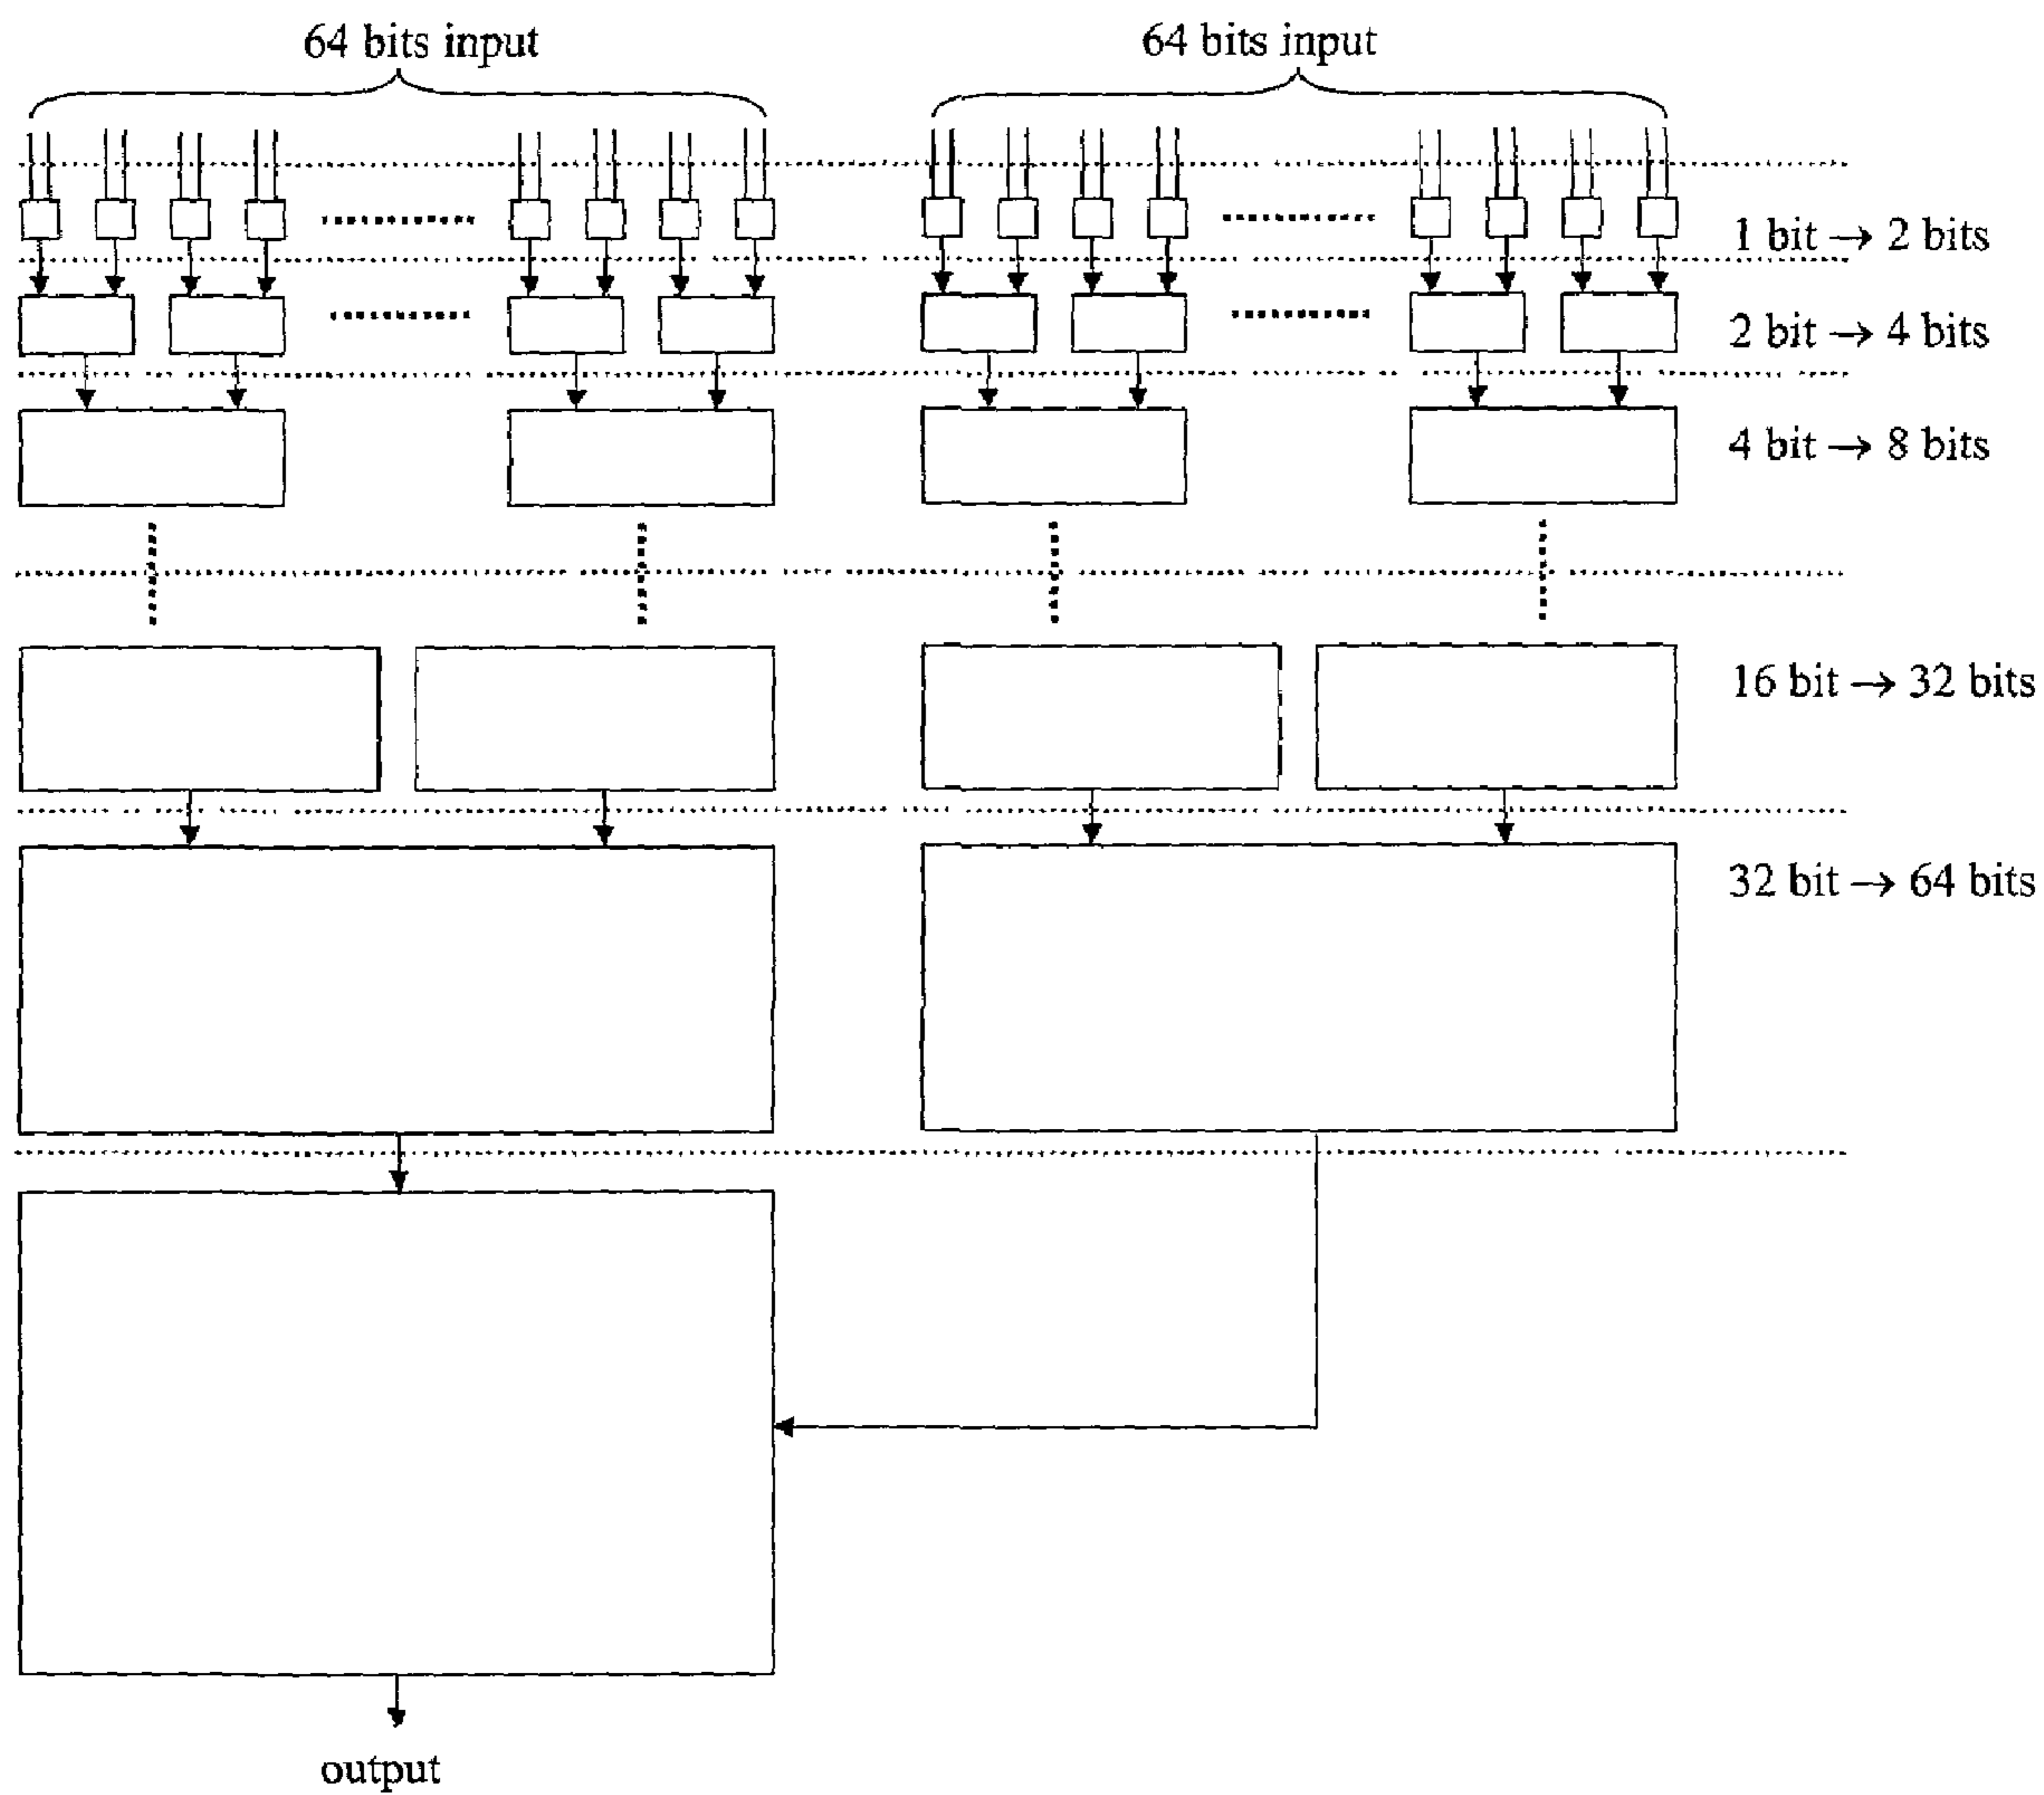 64 bits input
64 bits input
1 bit → 2 bits
2 bit → 4 bits
4 bit → 8 bits
16 bit → 32 bits
32 bit → 64 bits
output